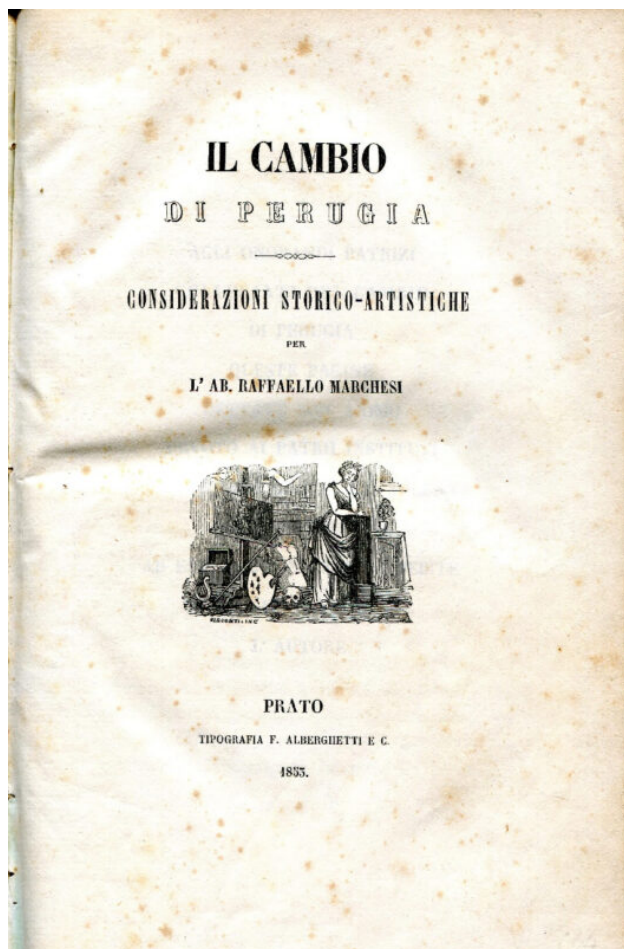 IL CAMBIO
DI PERUGIA
CONSIDERAZIONI STORICO-ARTISTICHE
PER
L' AB. RAFFAELLO MARCHESI
PRATO
TIPOGRAFIA F. ALBERGHETTI E C.
1853.